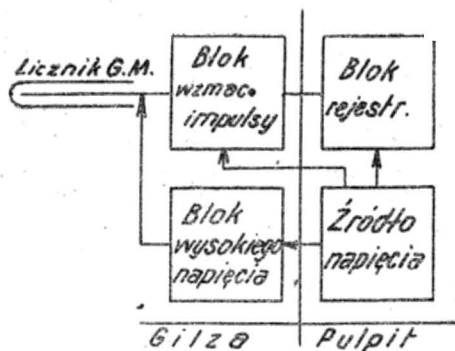 Licznik G.M.
Blok
wzmac.
impulsy
Blok
rejestr.
Blok
wysokiego
napięcia
Źródło
napięcia
Gilza
Pulpit